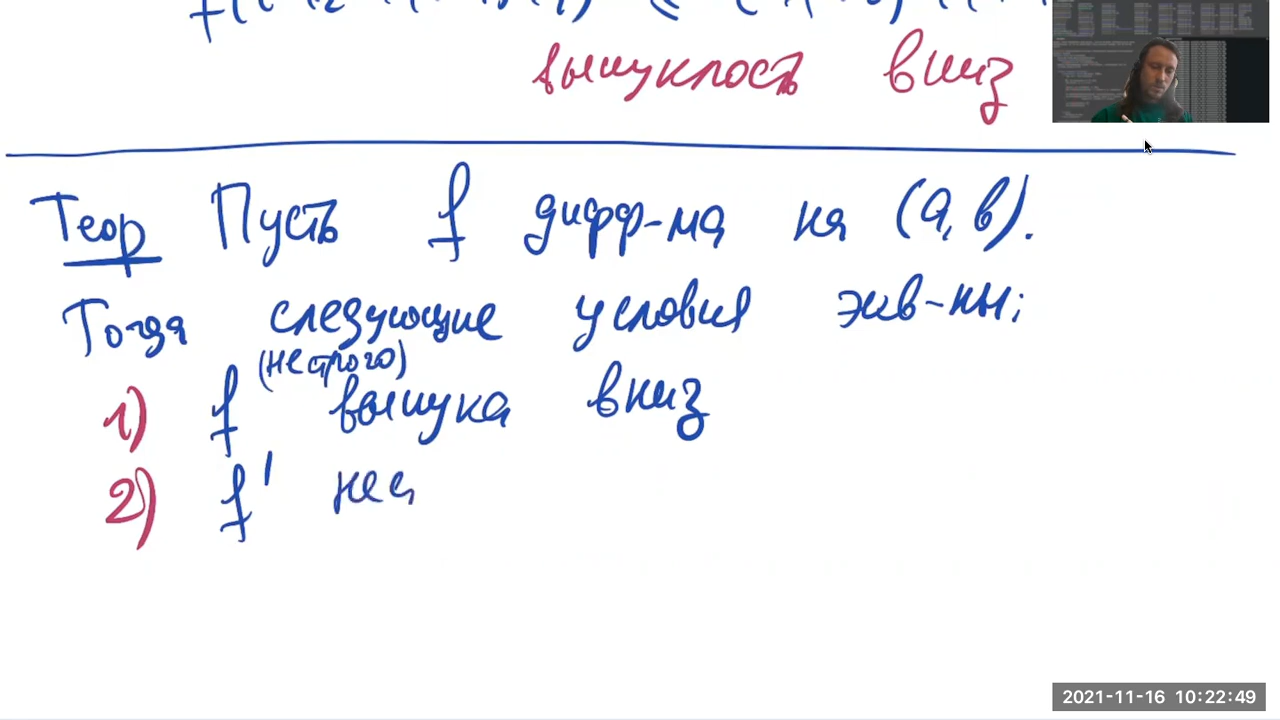 выпуклость вниз
Теор Пусть f дифф-ма на (a, b).
Тогда следующие условия экв-ны:
(нестрого)
1) f выпукла вниз
2) f' нес
2021-11-16 10:22:49